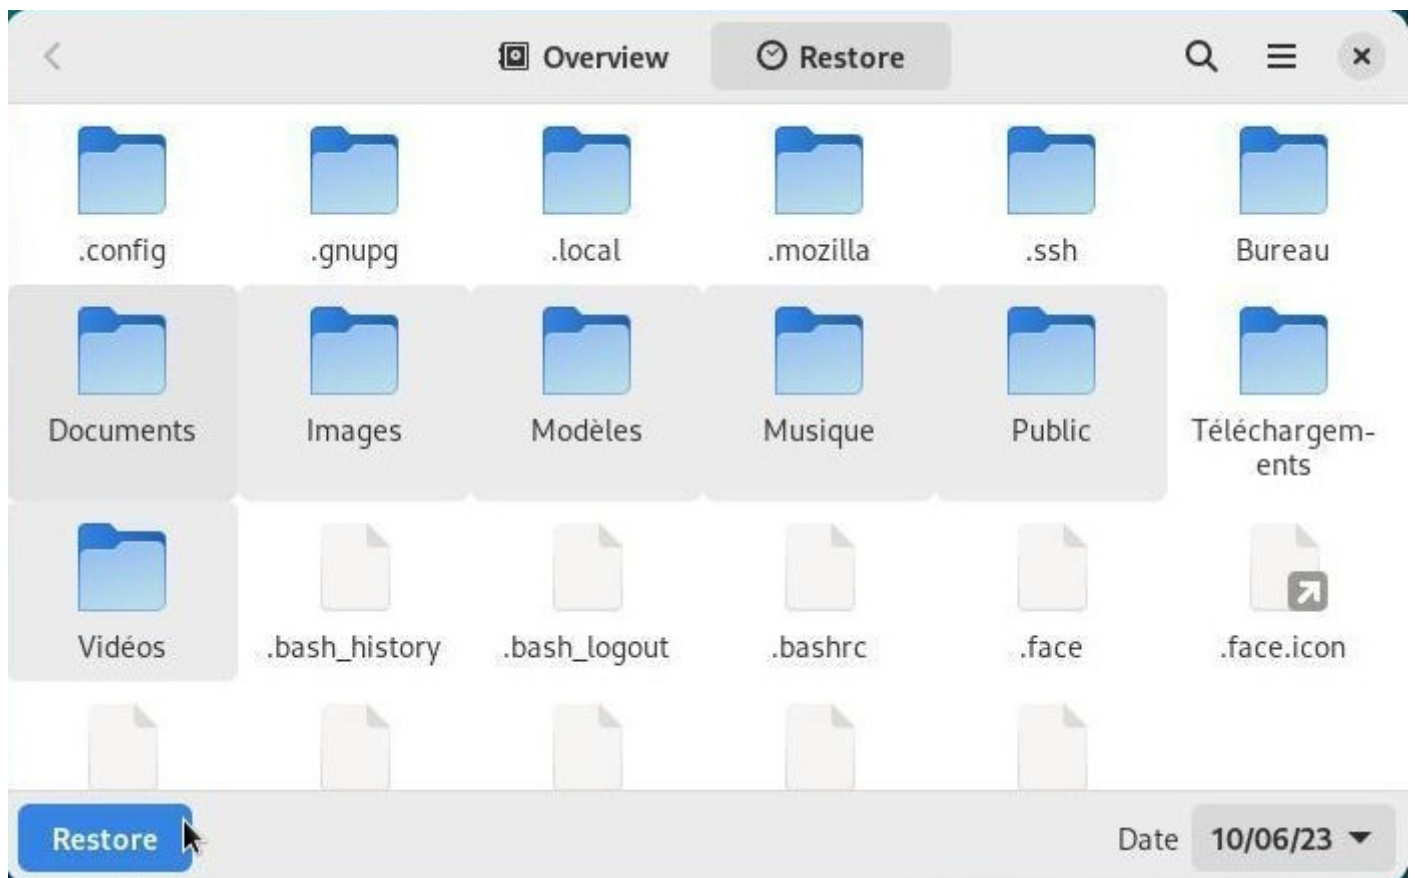 Overview Restore
.config .gnupg .local .mozilla .ssh Bureau
Documents Images Modèles Musique Public Téléchargem-
ents
Vidéos .bash_history .bash_logout .bashrc .face .face.icon
Restore Date 10/06/23